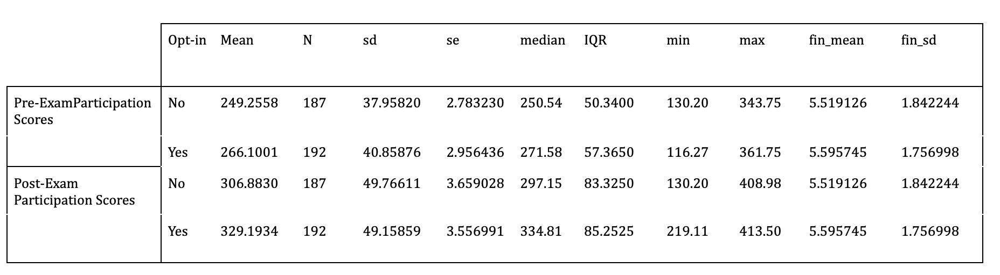 Opt-in Mean N sd se median IQR min max fin_mean fin_sd
Pre-ExamParticipation No 249.2558 187 37.95820 2.783230 250.54 50.3400 130.20 343.75 5.519126 1.842244
Scores
Yes 266.1001 192 40.85876 2.956436 271.58 57.3650 116.27 361.75 5.595745 1.756998
Post-Exam No 306.8830 187 49.76611 3.659028 297.15 83.3250 130.20 408.98 5.519126 1.842244
Participation Scores
Yes 329.1934 192 49.15859 3.556991 334.81 85.2525 219.11 413.50 5.595745 1.756998